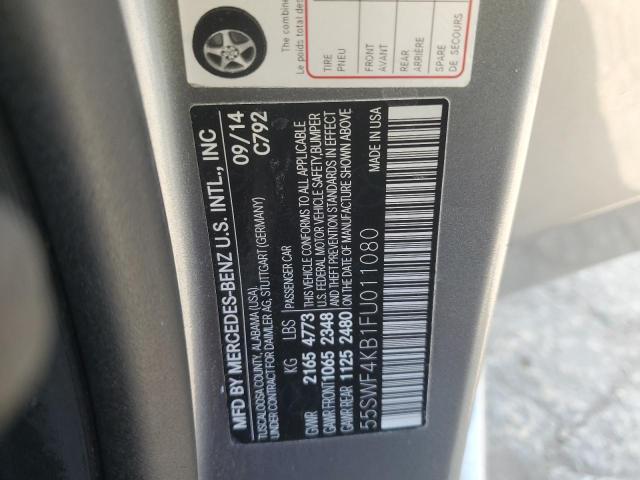 The combine
Le poids total des
TIRE
PNEU
FRONT
AVANT
REAR
ARRIERE
SPARE
DE SECOURS
MFD BY MERCEDES-BENZ U.S. INTL., INC 09/14
TUSCALOOSA COUNTY, ALABAMA (USA) C792
UNDER CONTRACT FOR DAIMLER AG, STUTTGART (GERMANY)
KG LBS PASSENGER CAR
GVWR 2165 4773 THIS VEHICLE CONFORMS TO ALL APPLICABLE
GAWR FRONT 1065 2348 U.S. FEDERAL MOTOR VEHICLE SAFETY, BUMPER
GAWR REAR 1125 2480 AND THEFT PREVENTION STANDARDS IN EFFECT
ON THE DATE OF MANUFACTURE SHOWN ABOVE
55SWF4KB1FU011080 MADE IN USA